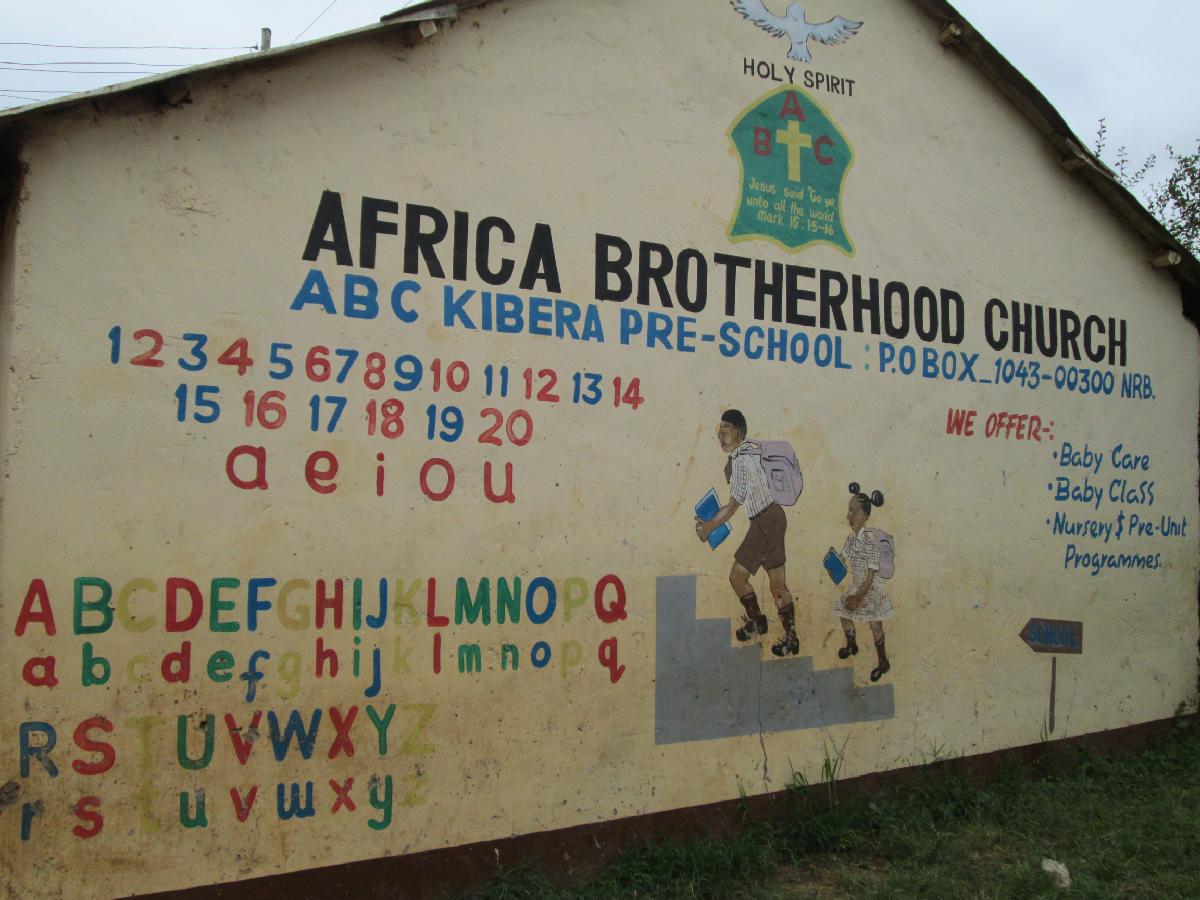 HOLY SPIRIT
A
B C
Jesus said "Go ye
unto all the world
Mark 16:15-16
AFRICA BROTHERHOOD CHURCH
ABC KIBERA PRE-SCHOOL : P.O BOX_1043-00300 NRB.
1 2 3 4 5 6 7 8 9 10 11 12 13 14
15 16 17 18 19 20
a e i o u
WE OFFER-:
•Baby Care
•Baby Class
•Nursery $ Pre-Unit
Programmes.
A B C D E F G H I J K L M N O P Q
a b c d e f g h i j k l m n o p q
R S T U V W X Y Z
r s t u v w x y z
SCHOOL